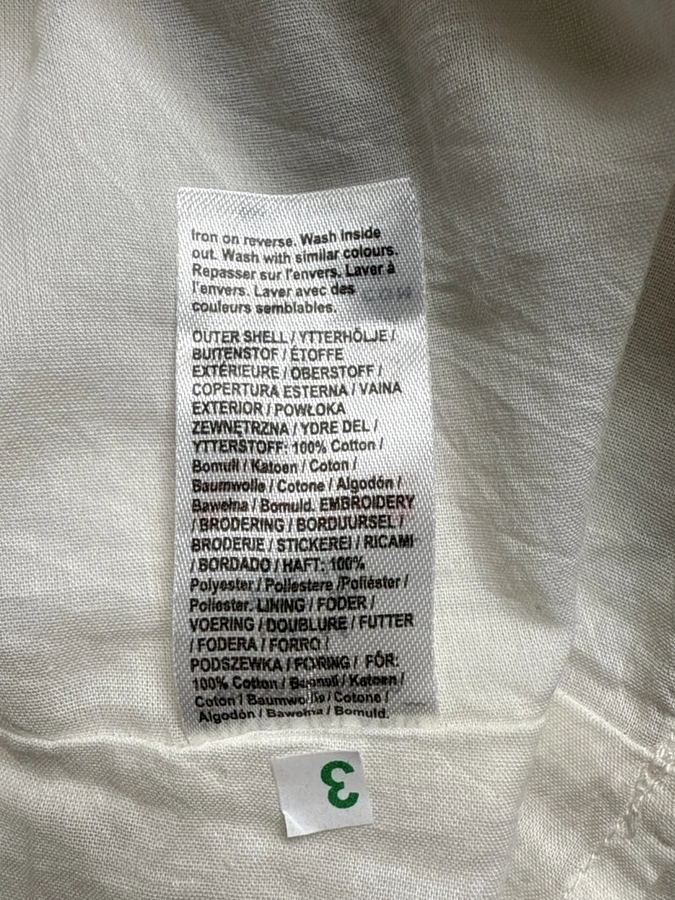 Iron on reverse. Wash inside
out. Wash with similar colours.
Repasser sur l'envers. Laver à
l'envers. Laver avec des
couleurs semblables.
OUTER SHELL / YTTERHÖLJE /
BUITENSTOF / ÉTOFFE
EXTÉRIEURE / OBERSTOFF /
COPERTURA ESTERNA / VAINA
EXTERIOR / POWŁOKA
ZEWNĘTRZNA / YDRE DEL /
YTTERSTOFF: 100% Cotton /
Bomull / Katoen / Coton /
Baumwolle / Cotone / Algodón /
Bawełna / Bomuld. EMBROIDERY
/ BRODERING / BORDUURSEL /
BRODERIE / STICKEREI / RICAMI
/ BORDADO / HAFT: 100%
Polyester / Poliestere /Poliéster /
Poliester. LINING / FODER /
VOERING / DOUBLURE / FUTTER
/ FODERA / FORRO /
PODSZEWKA / FORING / FÔR:
100% Cotton / Bomull / Katoen /
Coton / Baumwolle / Cotone /
Algodón / Bawełna / Bomuld.
3